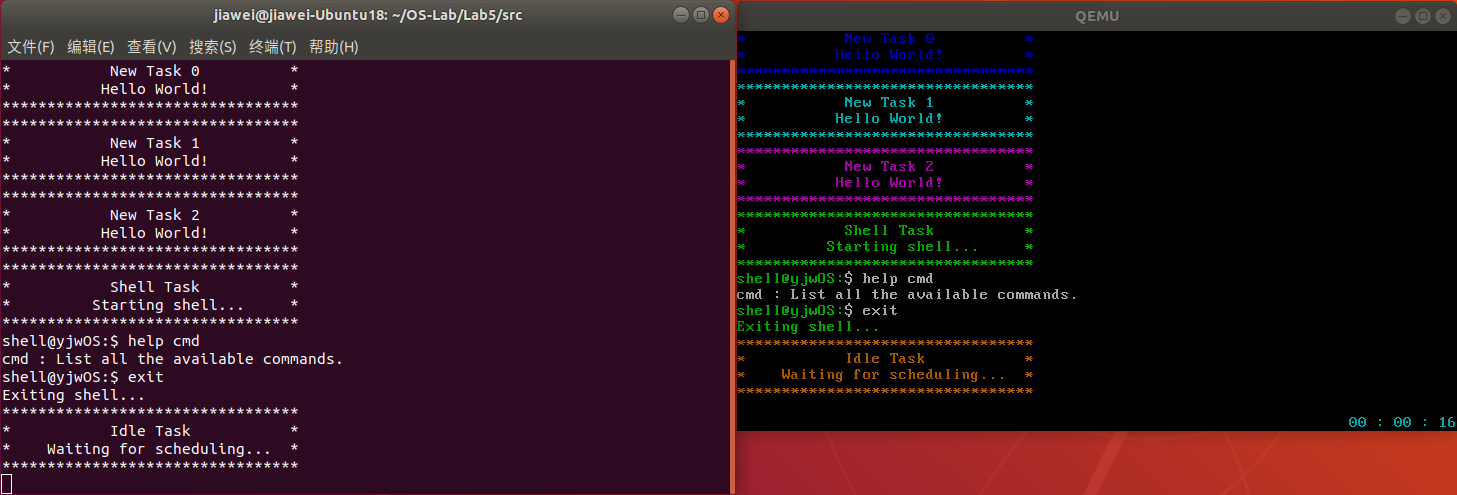 jiawei@jiawei-Ubuntu18: ~/OS-Lab/Lab5/src
文件(F) 编辑(E) 查看(V) 搜索(S) 终端(T) 帮助(H)
*           New Task 0          *
*          Hello World!         *
*********************************
*********************************
*           New Task 1          *
*          Hello World!         *
*********************************
*********************************
*           New Task 2          *
*          Hello World!         *
*********************************
*********************************
*           Shell Task          *
*         Starting shell...     *
*********************************
shell@yjwOS:$ help cmd
cmd : List all the available commands.
shell@yjwOS:$ exit
Exiting shell...
*********************************
*           Idle Task           *
*    Waiting for scheduling...  *
*********************************
QEMU
*           New Task 0          *
*          Hello World!         *
*********************************
*********************************
*           New Task 1          *
*          Hello World!         *
*********************************
*********************************
*           New Task 2          *
*          Hello World!         *
*********************************
*********************************
*           Shell Task          *
*         Starting shell...     *
*********************************
shell@yjwOS:$ help cmd
cmd : List all the available commands.
shell@yjwOS:$ exit
Exiting shell...
*********************************
*           Idle Task           *
*    Waiting for scheduling...  *
*********************************
00 : 00 : 16